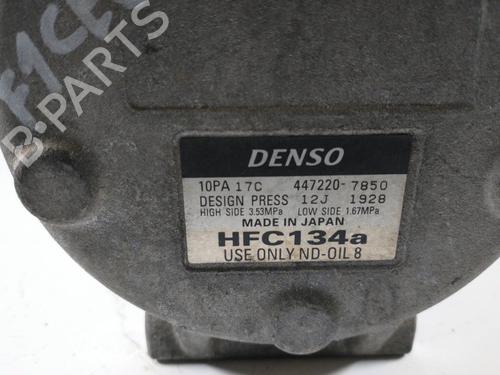 F1CE
B-PARTS
DENSO
10PA 17C 447220-7850
DESIGN PRESS 12J 1928
HIGH SIDE 3.53MPa LOW SIDE 1.67MPa
MADE IN JAPAN
HFC134a
USE ONLY ND-OIL 8